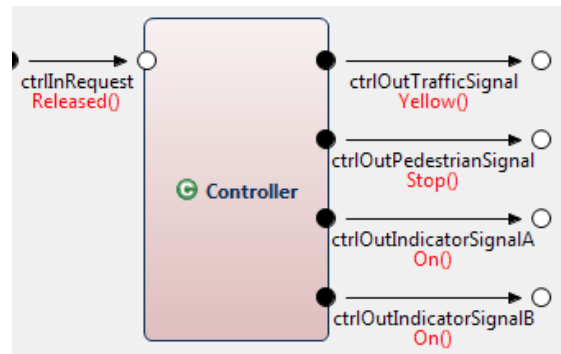 ctrlInRequest
Released()
C Controller
ctrlOutTrafficSignal
Yellow()
ctrlOutPedestrianSignal
Stop()
ctrlOutIndicatorSignalA
On()
ctrlOutIndicatorSignalB
On()